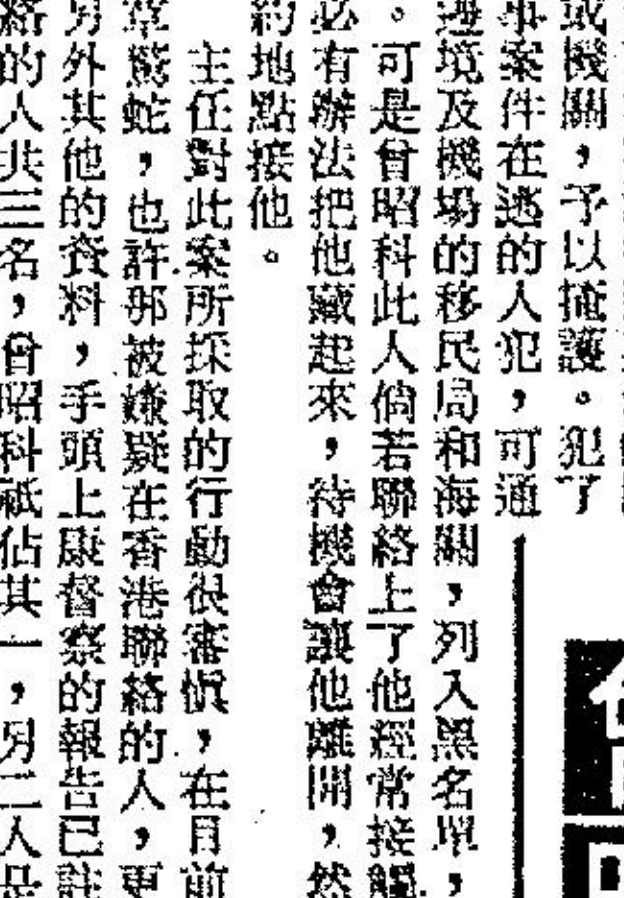 或機關，予以掩護。犯了
事案件在逃的人犯，可通
邊境及機場的移民局和海關，列入黑名單，
。可是曾昭科此人倘若聯絡上了他經常接觸
必有辦法把他藏起來，待機會讓他離開，然
約地點接他。
主任對此案所採取的行動很審慎，在目前
草驚蛇，也許那被嫌疑在香港聯絡的人，更
另外其他的資料，手頭上康督察的報告已註
絡的人共三名，曾昭科祇佔其一，另二人是